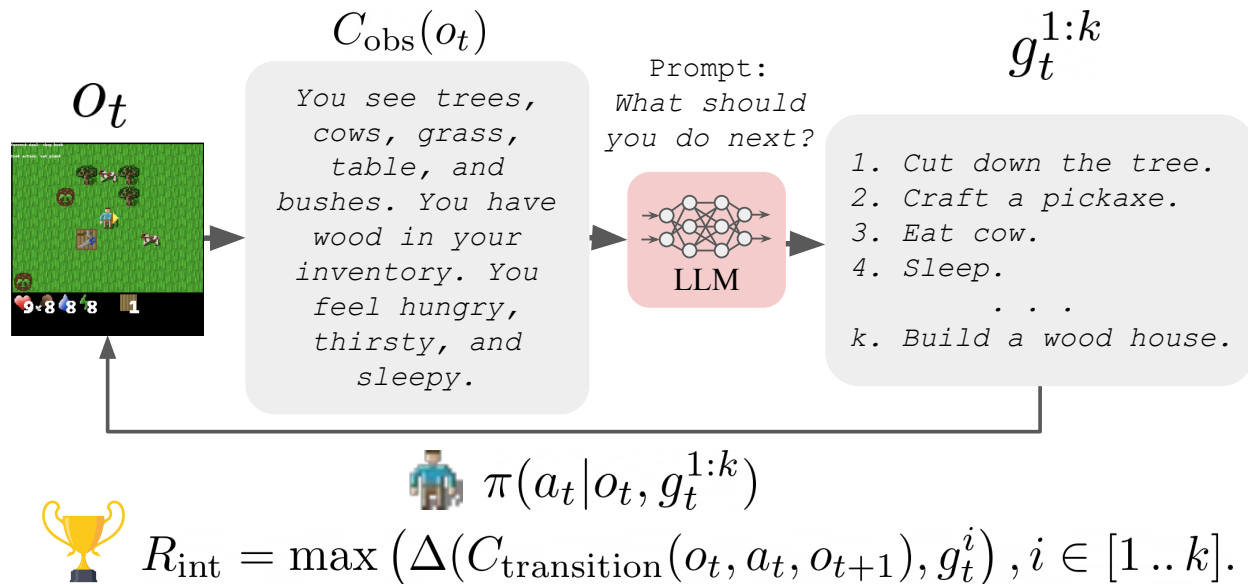 C_obs(o_t)
g_t^{1:k}
o_t
Prompt:
What should
you do next?
You see trees,
cows, grass,
table, and
bushes. You have
wood in your
inventory. You
feel hungry,
thirsty, and
sleepy.
LLM
1. Cut down the tree.
2. Craft a pickaxe.
3. Eat cow.
4. Sleep.
. . .
k. Build a wood house.
9 8 8 8 1
π(a_t|o_t, g_t^{1:k})
R_int = max (Δ(C_transition(o_t, a_t, o_{t+1}), g_t^i) , i ∈ [1 .. k].